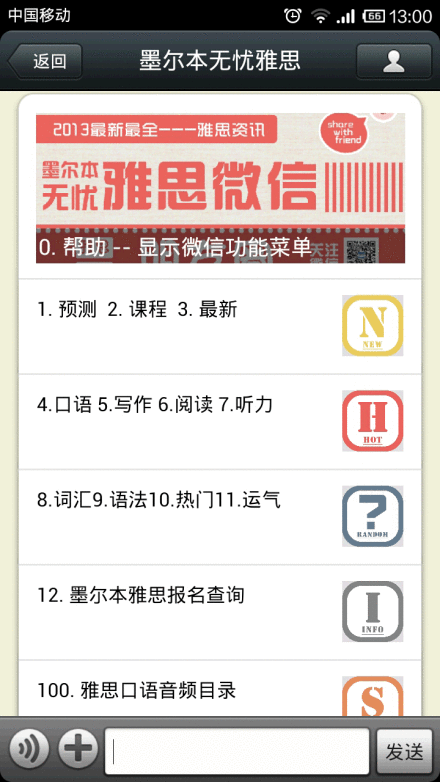 中国移动 66 13:00
返回 墨尔本无忧雅思
2013最新最全---雅思资讯
share with friend
墨尔本
无忧
雅思微信
0. 帮助 -- 显示微信功能菜单
关注
微信
1. 预测 2. 课程 3. 最新
N
NEW
4.口语 5.写作 6.阅读 7.听力
H
HOT
8.词汇9.语法10.热门11.运气
?
RANDOM
12. 墨尔本雅思报名查询
I
INFO
100. 雅思口语音频目录
S
发送